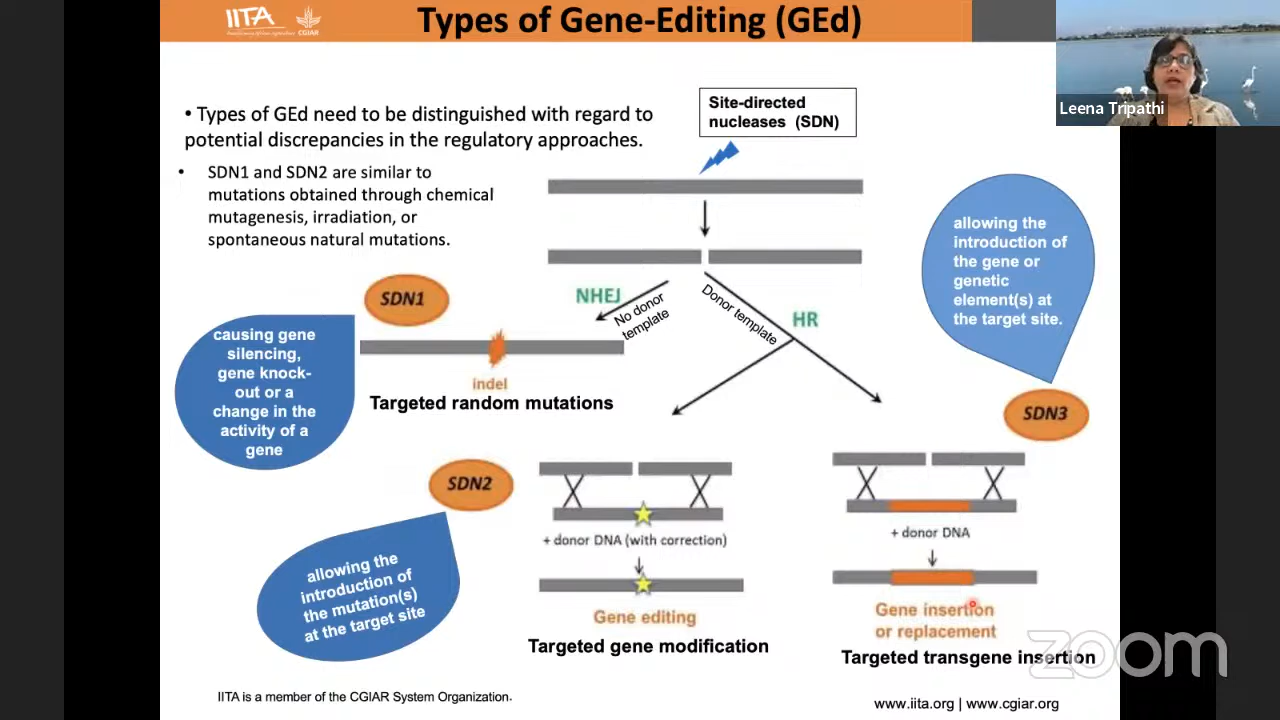 IITA
CGIAR
Types of Gene-Editing (GEd)
Leena Tripathi
• Types of GEd need to be distinguished with regard to
potential discrepancies in the regulatory approaches.
• SDN1 and SDN2 are similar to
mutations obtained through chemical
mutagenesis, irradiation, or
spontaneous natural mutations.
Site-directed
nucleases (SDN)
allowing the
introduction of
the gene or
genetic
element(s) at
the target site.
SDN1
NHEJ
No donor
template
Donor template
HR
causing gene
silencing,
gene knock-
out or a
change in the
activity of a
gene
indel
Targeted random mutations
SDN3
SDN2
+ donor DNA (with correction)
+ donor DNA
allowing the
introduction of
the mutation(s)
at the target site
Gene editing
Targeted gene modification
Gene insertion
or replacement
Targeted transgene insertion
zoom
IITA is a member of the CGIAR System Organization.
www.iita.org | www.cgiar.org